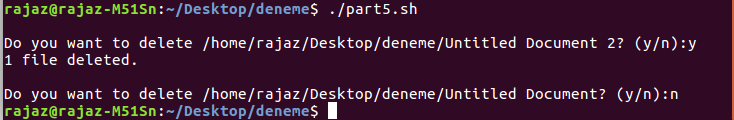 rajaz@rajaz-M51Sn:~/Desktop/deneme$ ./part5.sh
Do you want to delete /home/rajaz/Desktop/deneme/Untitled Document 2? (y/n):y
1 file deleted.
Do you want to delete /home/rajaz/Desktop/deneme/Untitled Document? (y/n):n
rajaz@rajaz-M51Sn:~/Desktop/deneme$